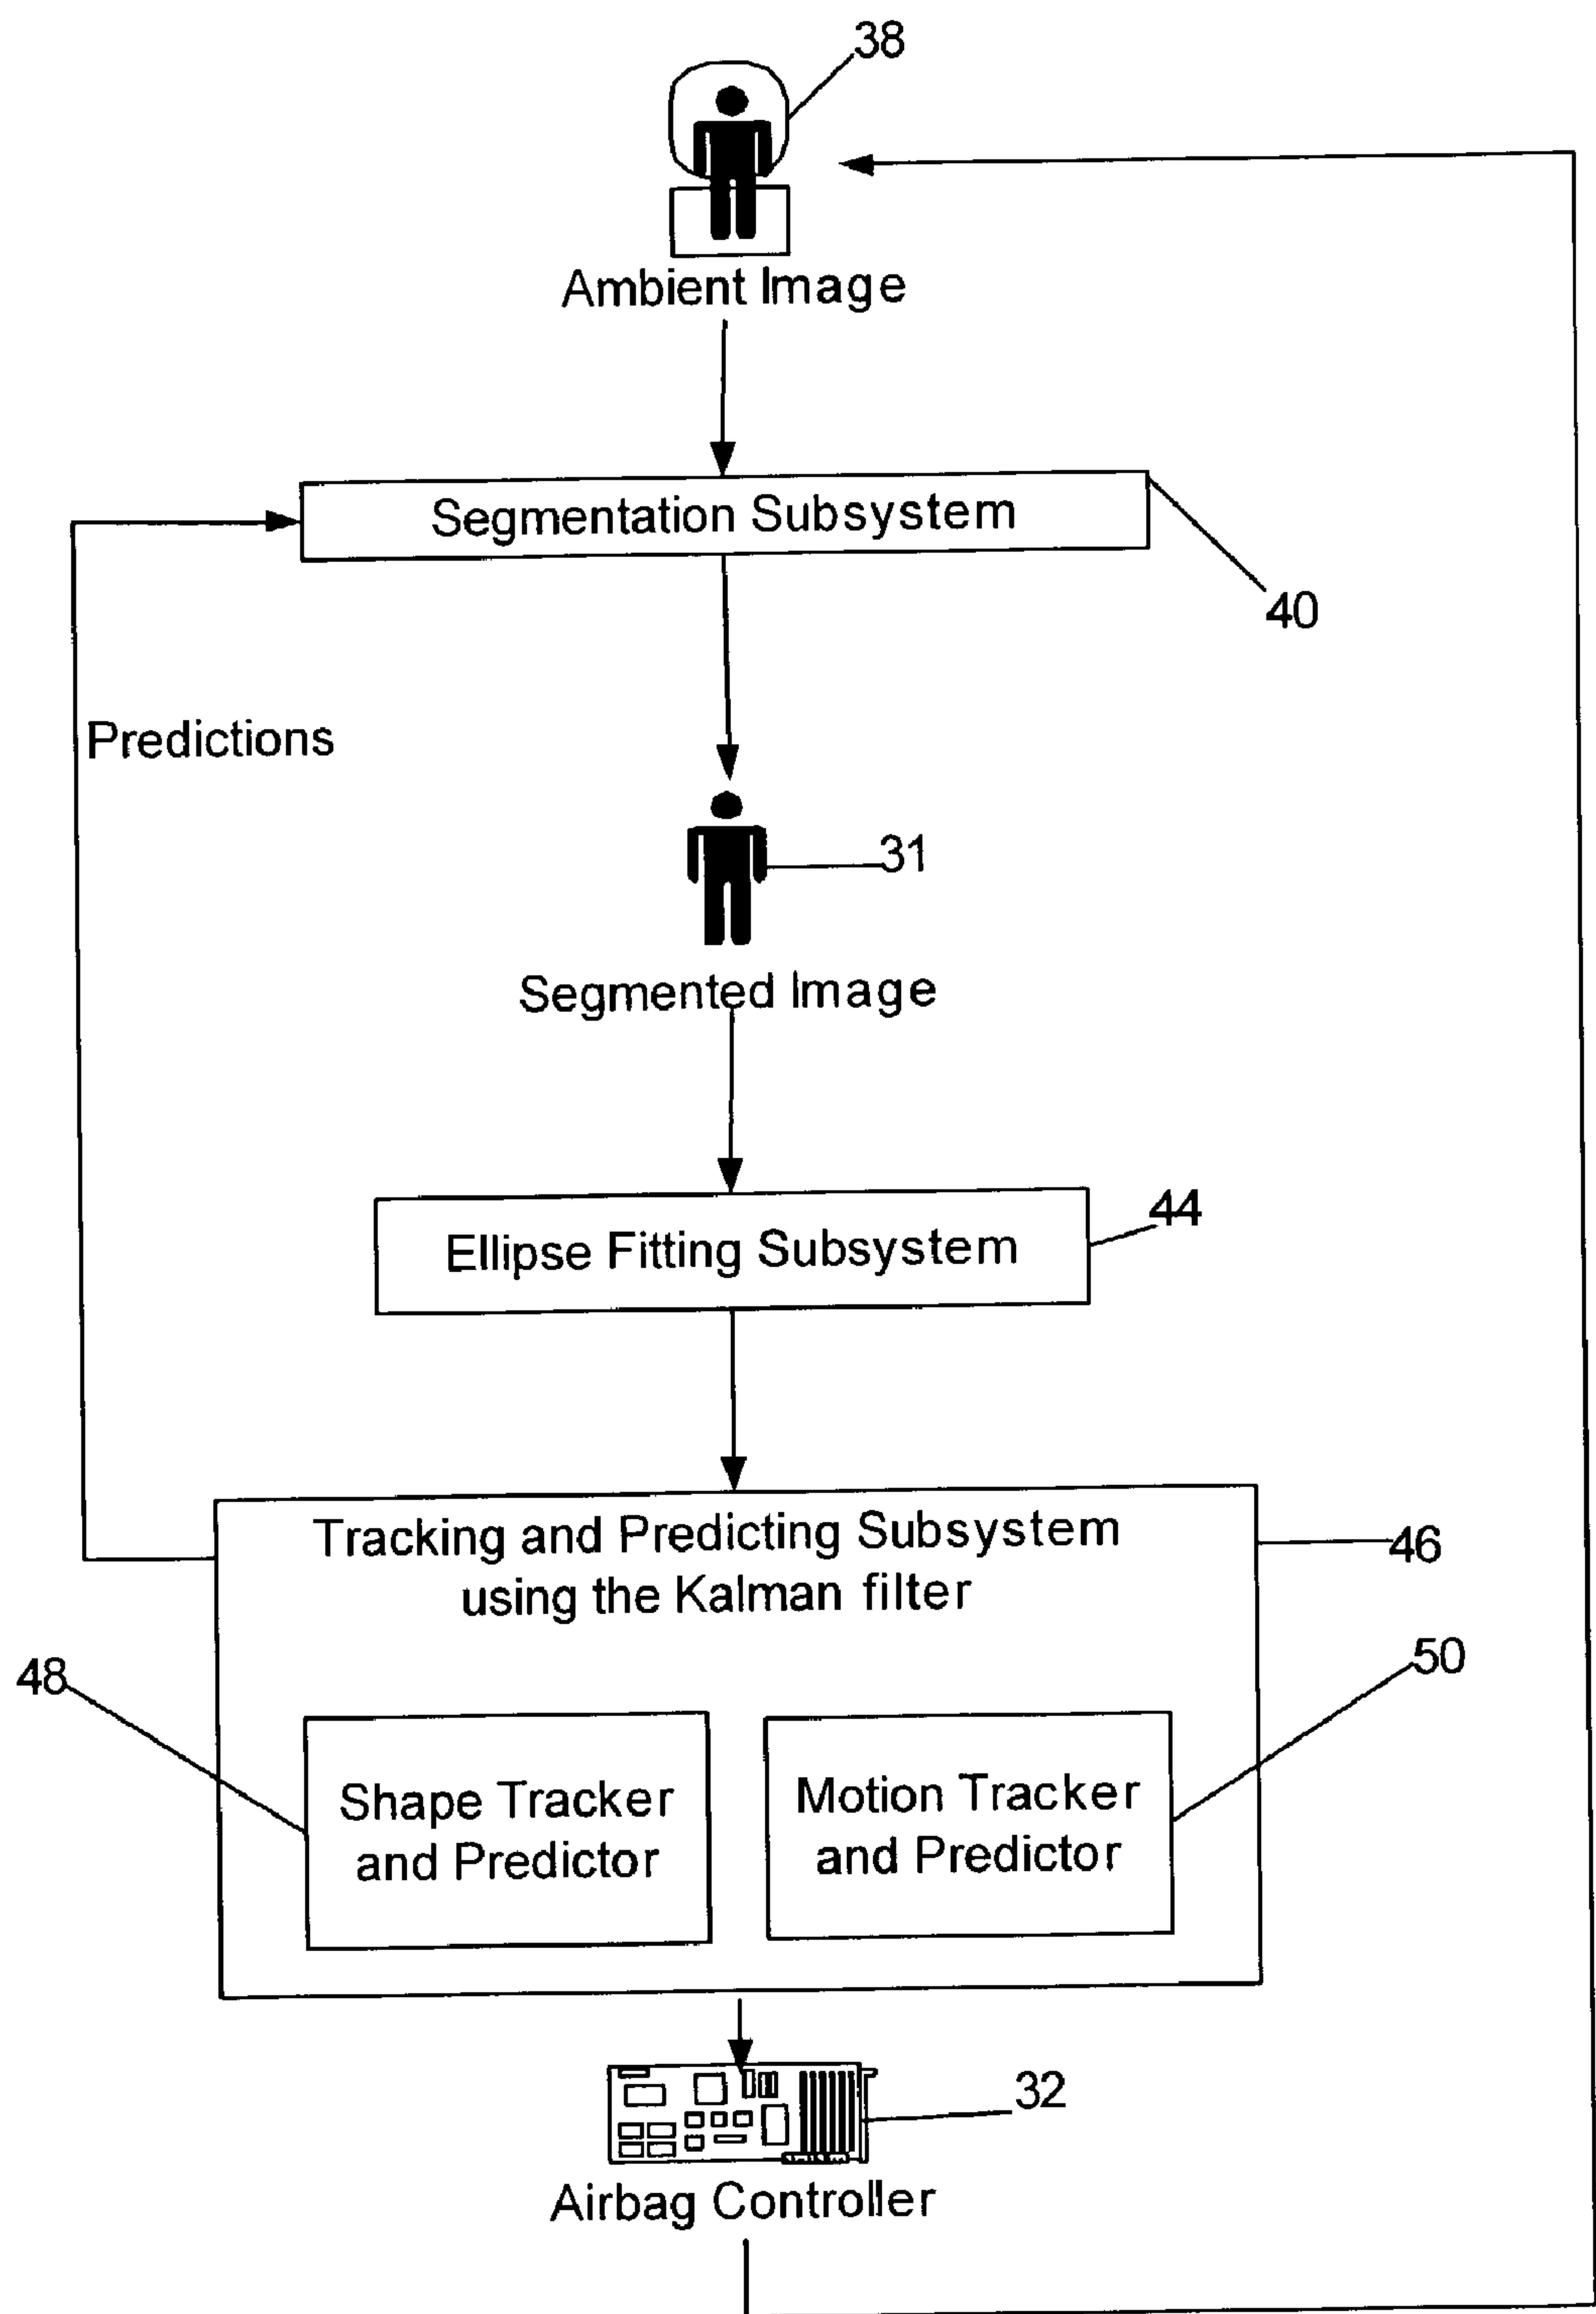 38
Ambient Image
Segmentation Subsystem
40
Predictions
31
Segmented Image
44
Ellipse Fitting Subsystem
Tracking and Predicting Subsystem
using the Kalman filter
46
48
50
Shape Tracker
and Predictor
Motion Tracker
and Predictor
32
Airbag Controller